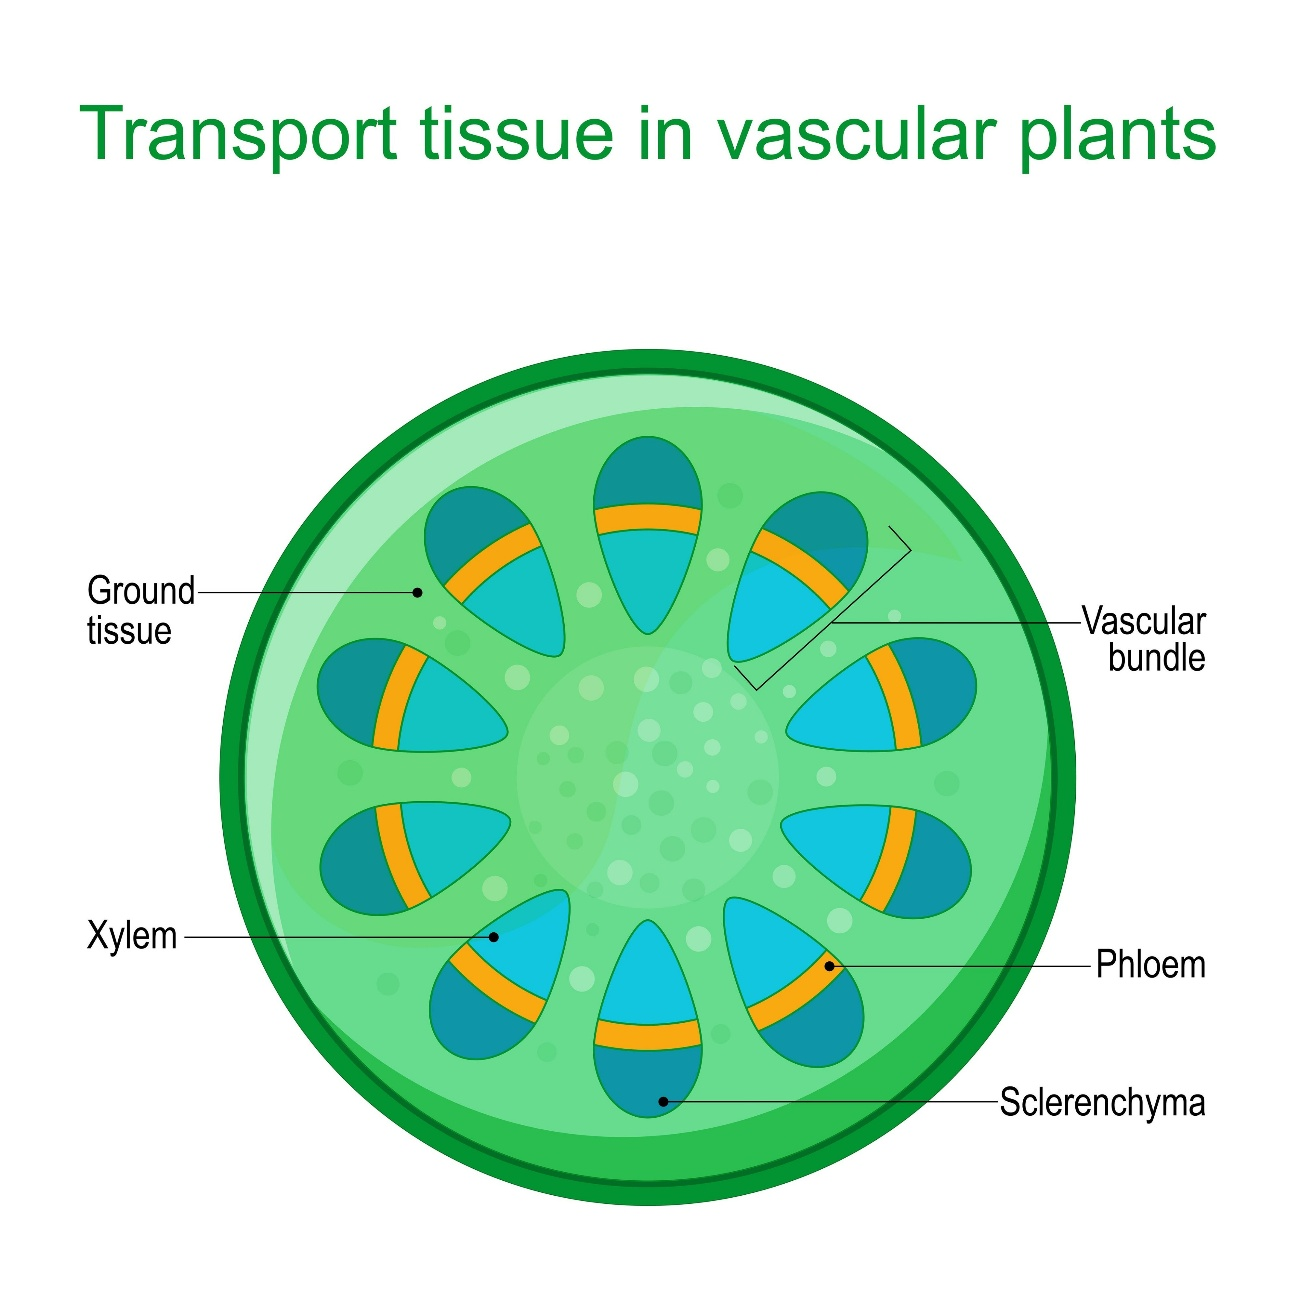 Transport tissue in vascular plants
Ground
tissue
Vascular
bundle
Xylem
Phloem
Sclerenchyma